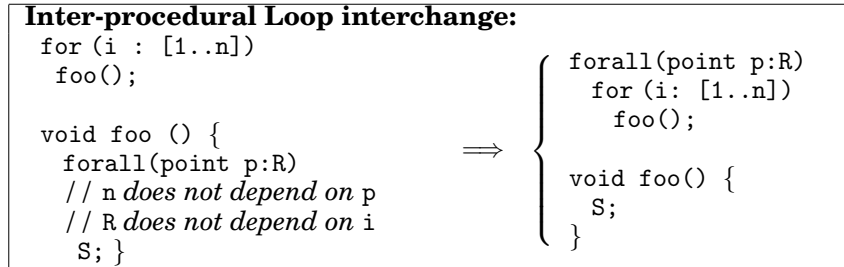 Inter-procedural Loop interchange:
for (i : [1..n])
foo();
void foo () {
forall(point p:R)
// n does not depend on p
// R does not depend on i
S; }
⟹
forall(point p:R)
for (i: [1..n])
foo();
void foo() {
S;
}